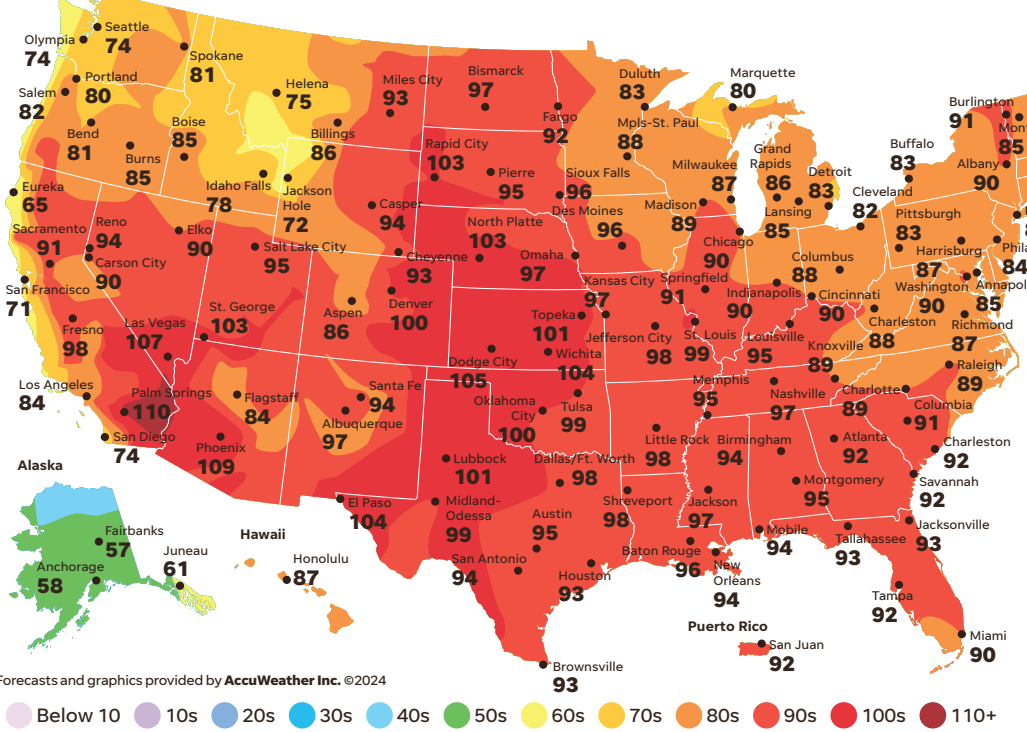 Seattle
74
Olympia
74
Spokane
81
Portland
80
Salem
82
Bend
81
Burns
85
Boise
85
Helena
75
Billings
86
Idaho Falls
78
Jackson
Hole
72
Miles City
93
Bismarck
97
Fargo
92
Duluth
83
Mpls-St. Paul
88
Marquette
80
Burlington
91
85
Buffalo
83
Albany
90
Rapid City
103
Pierre
95
Sioux Falls
96
Milwaukee
87
Grand
Rapids
86
Detroit
83
Cleveland
82
Lansing
85
Madison
89
Eureka
65
Sacramento
91
Reno
94
Carson City
90
Elko
90
Salt Lake City
95
Casper
94
Cheyenne
93
North Platte
103
Omaha
97
Des Moines
96
Chicago
90
Pittsburgh
83
Harrisburg
87
84
San Francisco
71
Fresno
98
Las Vegas
107
St. George
103
Aspen
86
Denver
100
Kansas City
97
Springfield
91
Indianapolis
90
Columbus
88
Cincinnati
90
Washington
90
85
Charleston
88
Richmond
87
Topeka
101
Wichita
104
Dodge City
105
Jefferson City
98
St. Louis
99
Louisville
95
Knoxville
89
Raleigh
89
Los Angeles
84
Palm Springs
110
San Diego
74
Flagstaff
84
Phoenix
109
Santa Fe
94
Albuquerque
97
Oklahoma
City
100
Tulsa
99
Memphis
95
Nashville
97
Charlotte
89
Columbia
91
Little Rock
98
Birmingham
94
Atlanta
92
Charleston
92
Savannah
92
Lubbock
101
Dallas/Ft. Worth
98
Montgomery
95
El Paso
104
Midland-
Odessa
99
Austin
95
Shreveport
98
Jackson
97
Mobile
94
Tallahassee
93
Jacksonville
93
San Antonio
94
Houston
93
Baton Rouge
96
New
Orleans
94
Tampa
92
Miami
90
Brownsville
93
Alaska
Fairbanks
57
Anchorage
58
Juneau
61
Hawaii
Honolulu
87
Puerto Rico
San Juan
92
Forecasts and graphics provided by AccuWeather Inc. ©2024
Below 10
10s
20s
30s
40s
50s
60s
70s
80s
90s
100s
110+